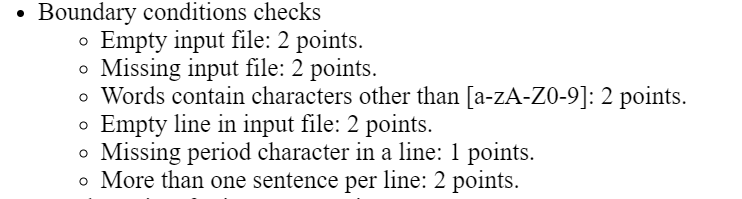 Boundary conditions checks
Empty input file: 2 points.
Missing input file: 2 points.
Words contain characters other than [a-zA-Z0-9]: 2 points.
Empty line in input file: 2 points.
Missing period character in a line: 1 points.
More than one sentence per line: 2 points.